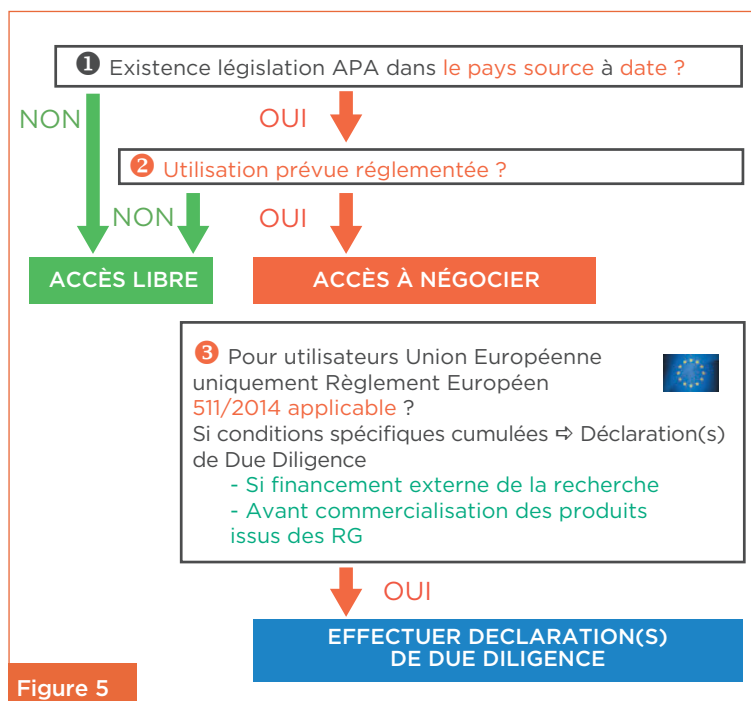 ❶ Existence législation APA dans le pays source à date ?
NON
OUI
❷ Utilisation prévue réglementée ?
NON
OUI
ACCÈS LIBRE
ACCÈS À NÉGOCIER
❸ Pour utilisateurs Union Européenne
uniquement Règlement Européen
511/2014 applicable ?
Si conditions spécifiques cumulées ⇨ Déclaration(s)
de Due Diligence
- Si financement externe de la recherche
- Avant commercialisation des produits
issus des RG
OUI
EFFECTUER DECLARATION(S)
DE DUE DILIGENCE
Figure 5